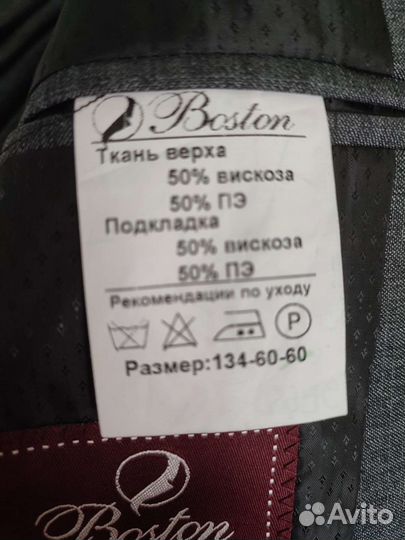 Boston
Ткань верха
50% вискоза
50% ПЭ
Подкладка
50% вискоза
50% ПЭ
Рекомендации по уходу
P
Размер:134-60-60
Boston
Avito